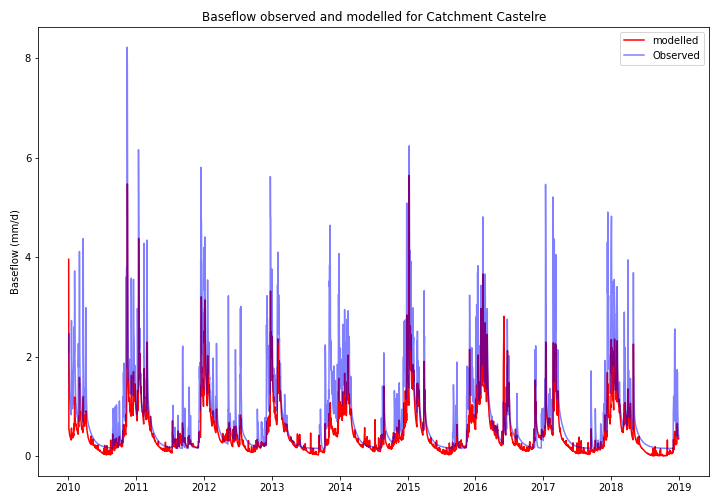 Baseflow observed and modelled for Catchment Castelre
modelled
Observed
Baseflow (mm/d)
8
6
4
2
0
2010 2011 2012 2013 2014 2015 2016 2017 2018 2019